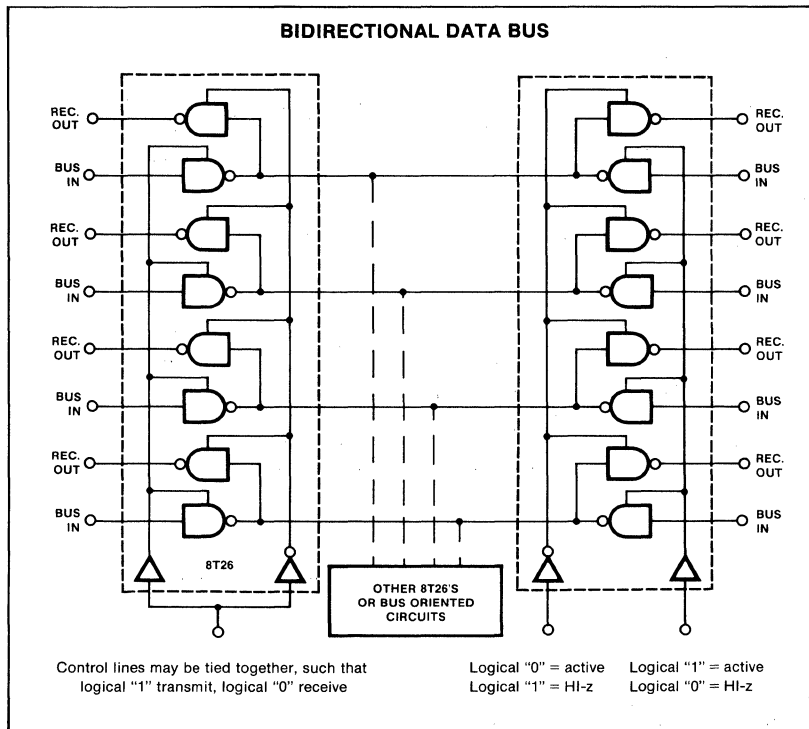 BIDIRECTIONAL DATA BUS
REC.
OUT
BUS
IN
REC.
OUT
BUS
IN
REC.
OUT
BUS
IN
REC.
OUT
BUS
IN
REC.
OUT
BUS
IN
REC.
OUT
BUS
IN
REC.
OUT
BUS
IN
REC.
OUT
BUS
IN
8T26
OTHER 8T26'S
OR BUS ORIENTED
CIRCUITS
Control lines may be tied together, such that
logical "1" transmit, logical "0" receive
Logical "0" = active
Logical "1" = HI-z
Logical "1" = active
Logical "0" = HI-z